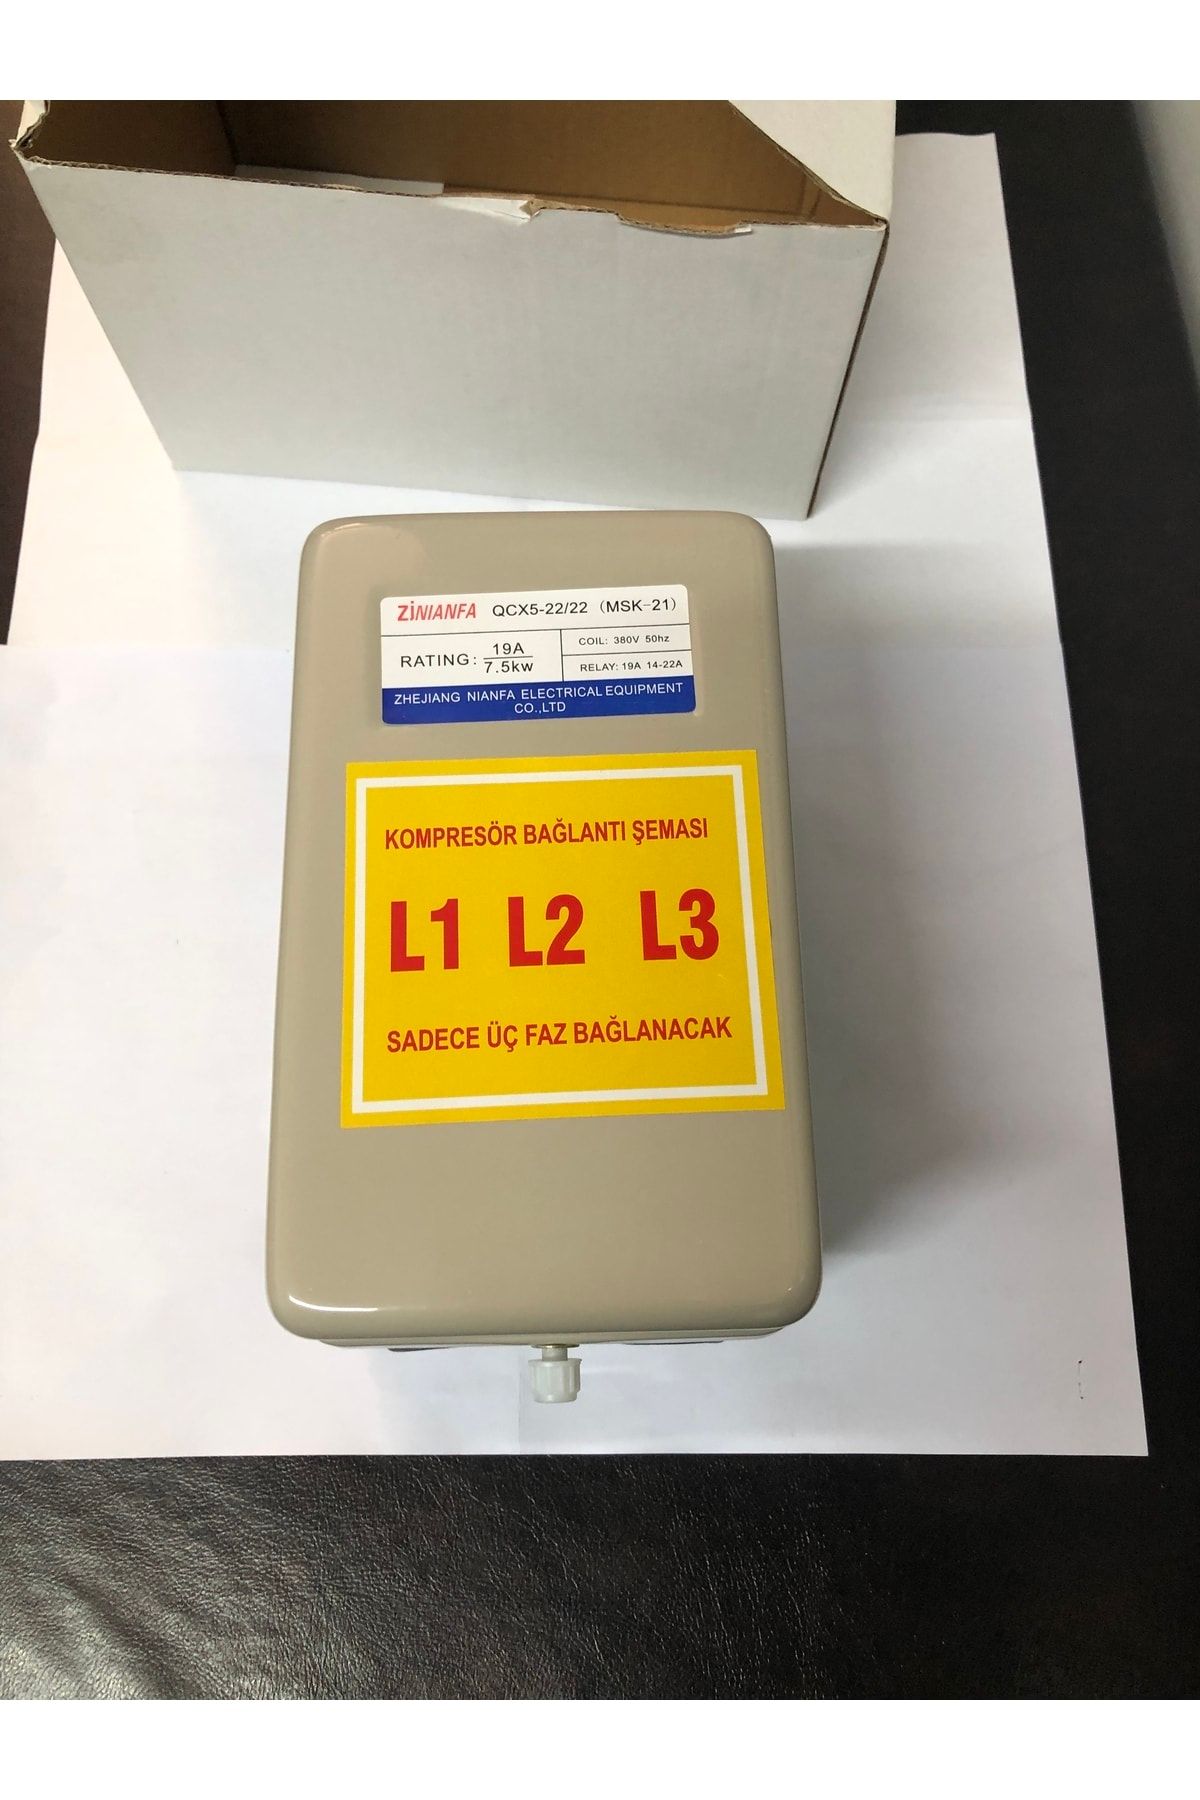 ZiNIANFA QCX5-22/22 (MSK-21)
RATING: 19A
7.5kw
COIL: 380V 50hz
RELAY: 19A 14-22A
ZHEJIANG NIANFA ELECTRICAL EQUIPMENT
CO.,LTD
KOMPRESÖR BAĞLANTI ŞEMASI
L1 L2 L3
SADECE ÜÇ FAZ BAĞLANACAK